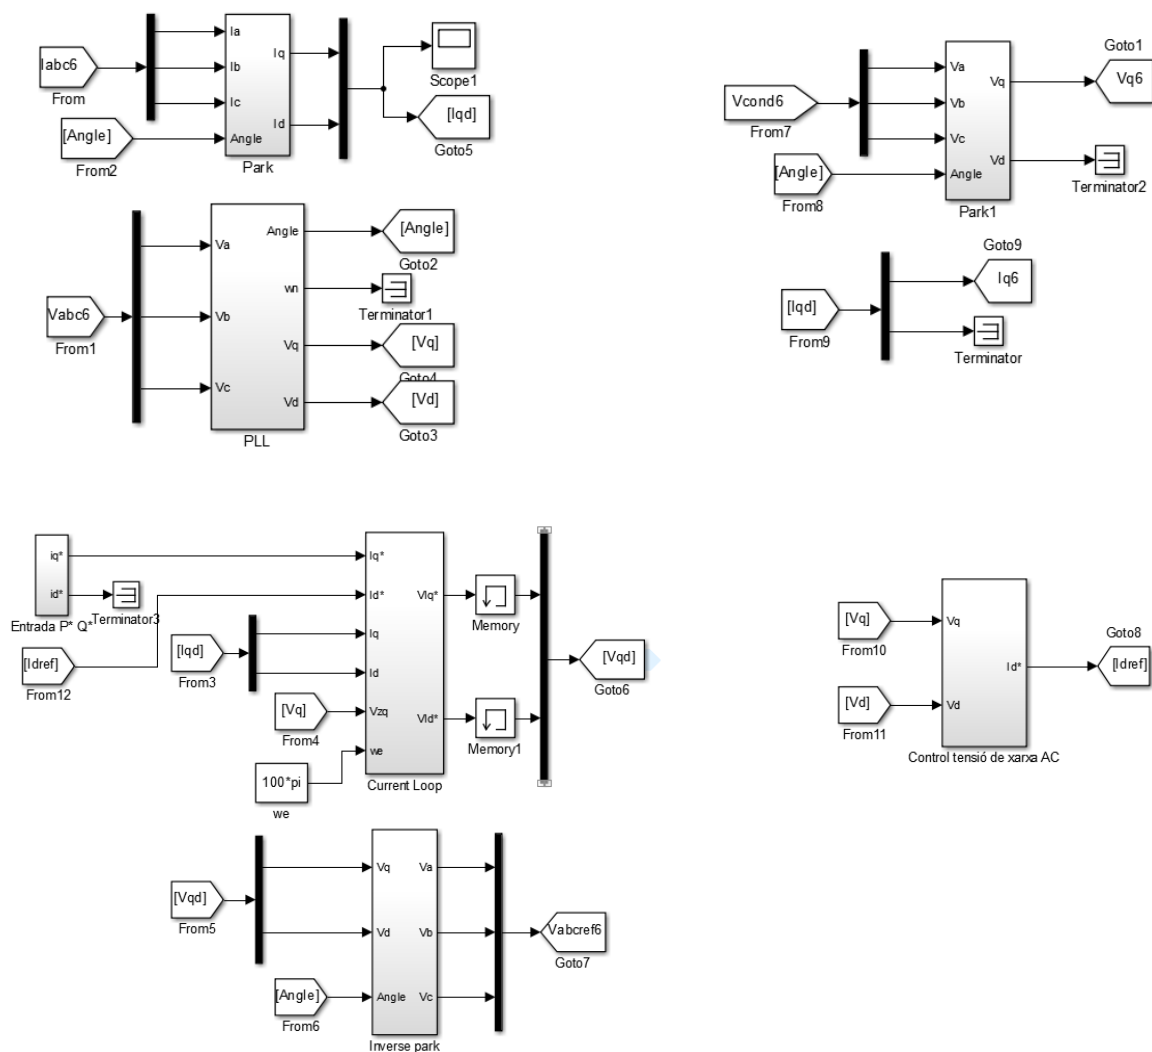 Iabc6
From
[Angle]
From2
Ia
Ib
Ic
Angle
Iq
Id
Park
Scope1
[Iqd]
Goto5
Vabc6
From1
Va
Vb
Vc
Angle
wn
Vq
Vd
PLL
[Angle]
Goto2
Terminator1
[Vq]
Goto4
[Vd]
Goto3
Vcond6
From7
[Angle]
From8
Va
Vb
Vc
Angle
Vq
Vd
Park1
Goto1
Vq6
Terminator2
[Iqd]
From9
Goto9
Iq6
Terminator
iq*
id*
Entrada P* Q*
Terminator3
[Idref]
From12
[Iqd]
From3
[Vq]
From4
100*pi
we
Iq*
Id*
Iq
Id
Vzq
we
VIq*
VId*
Current Loop
Memory
Memory1
[Vqd]
Goto6
[Vq]
From10
[Vd]
From11
Vq
Vd
Id*
Control tensió de xarxa AC
Goto8
[Idref]
[Vqd]
From5
[Angle]
From6
Vq
Vd
Angle
Va
Vb
Vc
Inverse park
Vabcref6
Goto7